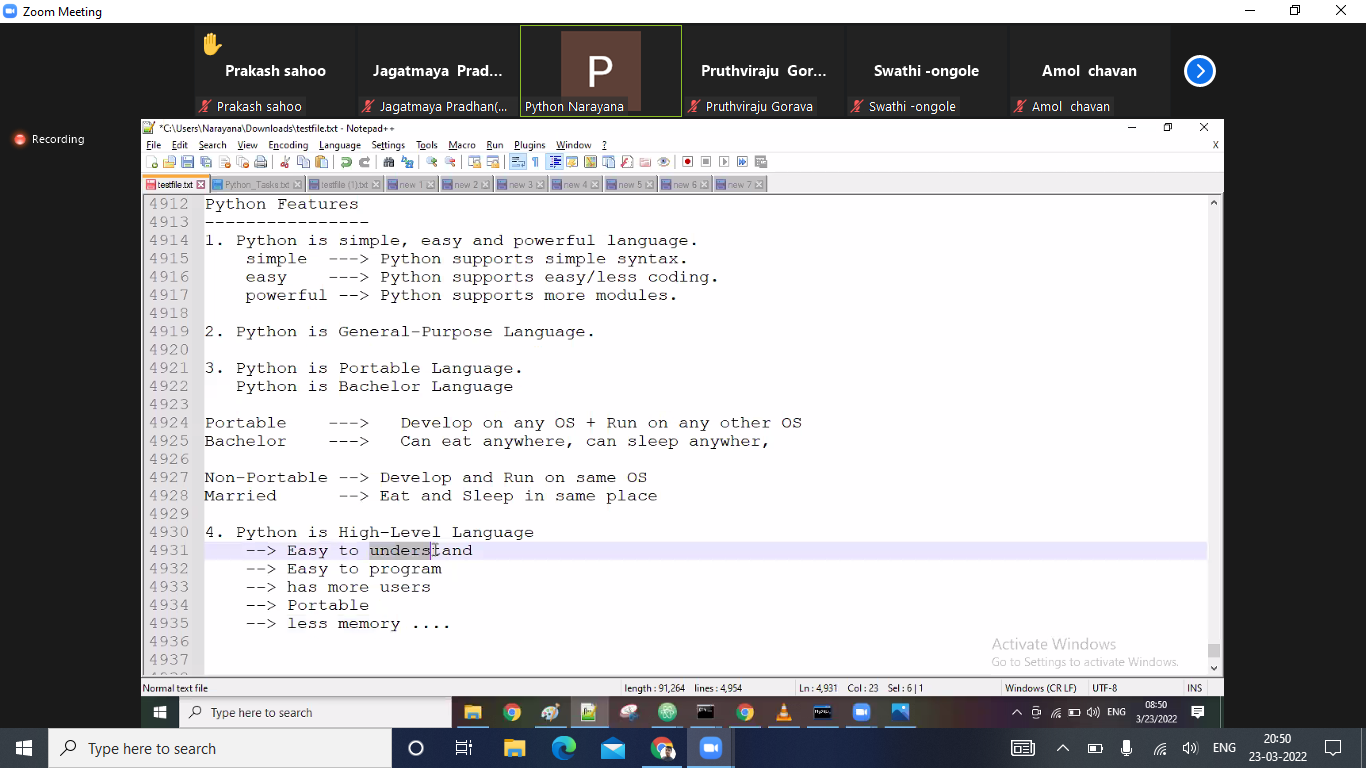 Zoom Meeting
Prakash sahoo
Jagatmaya Prad...
P
Pruthviraju Gor...
Swathi -ongole
Amol chavan
Prakash sahoo
Jagatmaya Pradhan(...
Python Narayana
Pruthviraju Gorava
Swathi -ongole
Amol chavan
Recording
*C:\Users\Narayana\Downloads\testfile.txt - Notepad++
File Edit Search View Encoding Language Settings Tools Macro Run Plugins Window ?
X
testfile.txt Python_Tasks.txt testfile (1).txt new 1 new 2 new 3 new 4 new 5 new 6 new 7
4912 Python Features
4913 ----------------
4914 1. Python is simple, easy and powerful language.
4915 simple ---> Python supports simple syntax.
4916 easy ---> Python supports easy/less coding.
4917 powerful --> Python supports more modules.
4918
4919 2. Python is General-Purpose Language.
4920
4921 3. Python is Portable Language.
4922 Python is Bachelor Language
4923
4924 Portable ---> Develop on any OS + Run on any other OS
4925 Bachelor ---> Can eat anywhere, can sleep anywher,
4926
4927 Non-Portable --> Develop and Run on same OS
4928 Married --> Eat and Sleep in same place
4929
4930 4. Python is High-Level Language
4931 --> Easy to understand
4932 --> Easy to program
4933 --> has more users
4934 --> Portable
4935 --> less memory ....
4936
4937
Activate Windows
Go to Settings to activate Windows.
Normal text file length : 91,264 lines : 4,954 Ln : 4,931 Col : 23 Sel : 6 | 1 Windows (CR LF) UTF-8 INS
Type here to search
ENG
08:50
3/23/2022
Type here to search
ENG
20:50
23-03-2022